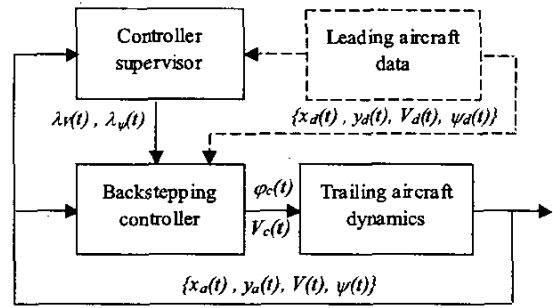 Controller
supervisor
Leading aircraft
data
λV(t) , λψ(t)
{xd(t) , yd(t), Vd(t), ψd(t)}
Backstepping
controller
φc(t)
Vc(t)
Trailing aircraft
dynamics
{xa(t) , ya(t), V(t), ψ(t)}